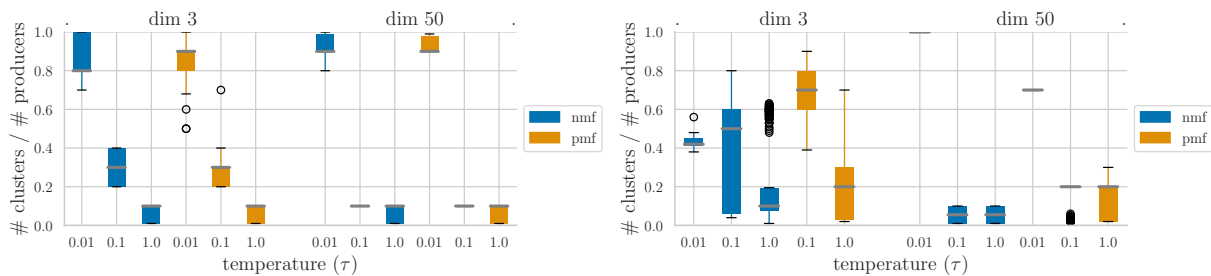 dim 3
dim 50
# clusters / # producers
1.0
0.8
0.6
0.4
0.2
0.0
0.01 0.1 1.0 0.01 0.1 1.0 0.01 0.1 1.0 0.01 0.1 1.0
temperature (τ)
nmf
pmf
dim 3
dim 50
# clusters / # producers
1.0
0.8
0.6
0.4
0.2
0.0
0.01 0.1 1.0 0.1 1.0 0.01 0.1 1.0 0.01 0.1 1.0
temperature (τ)
nmf
pmf